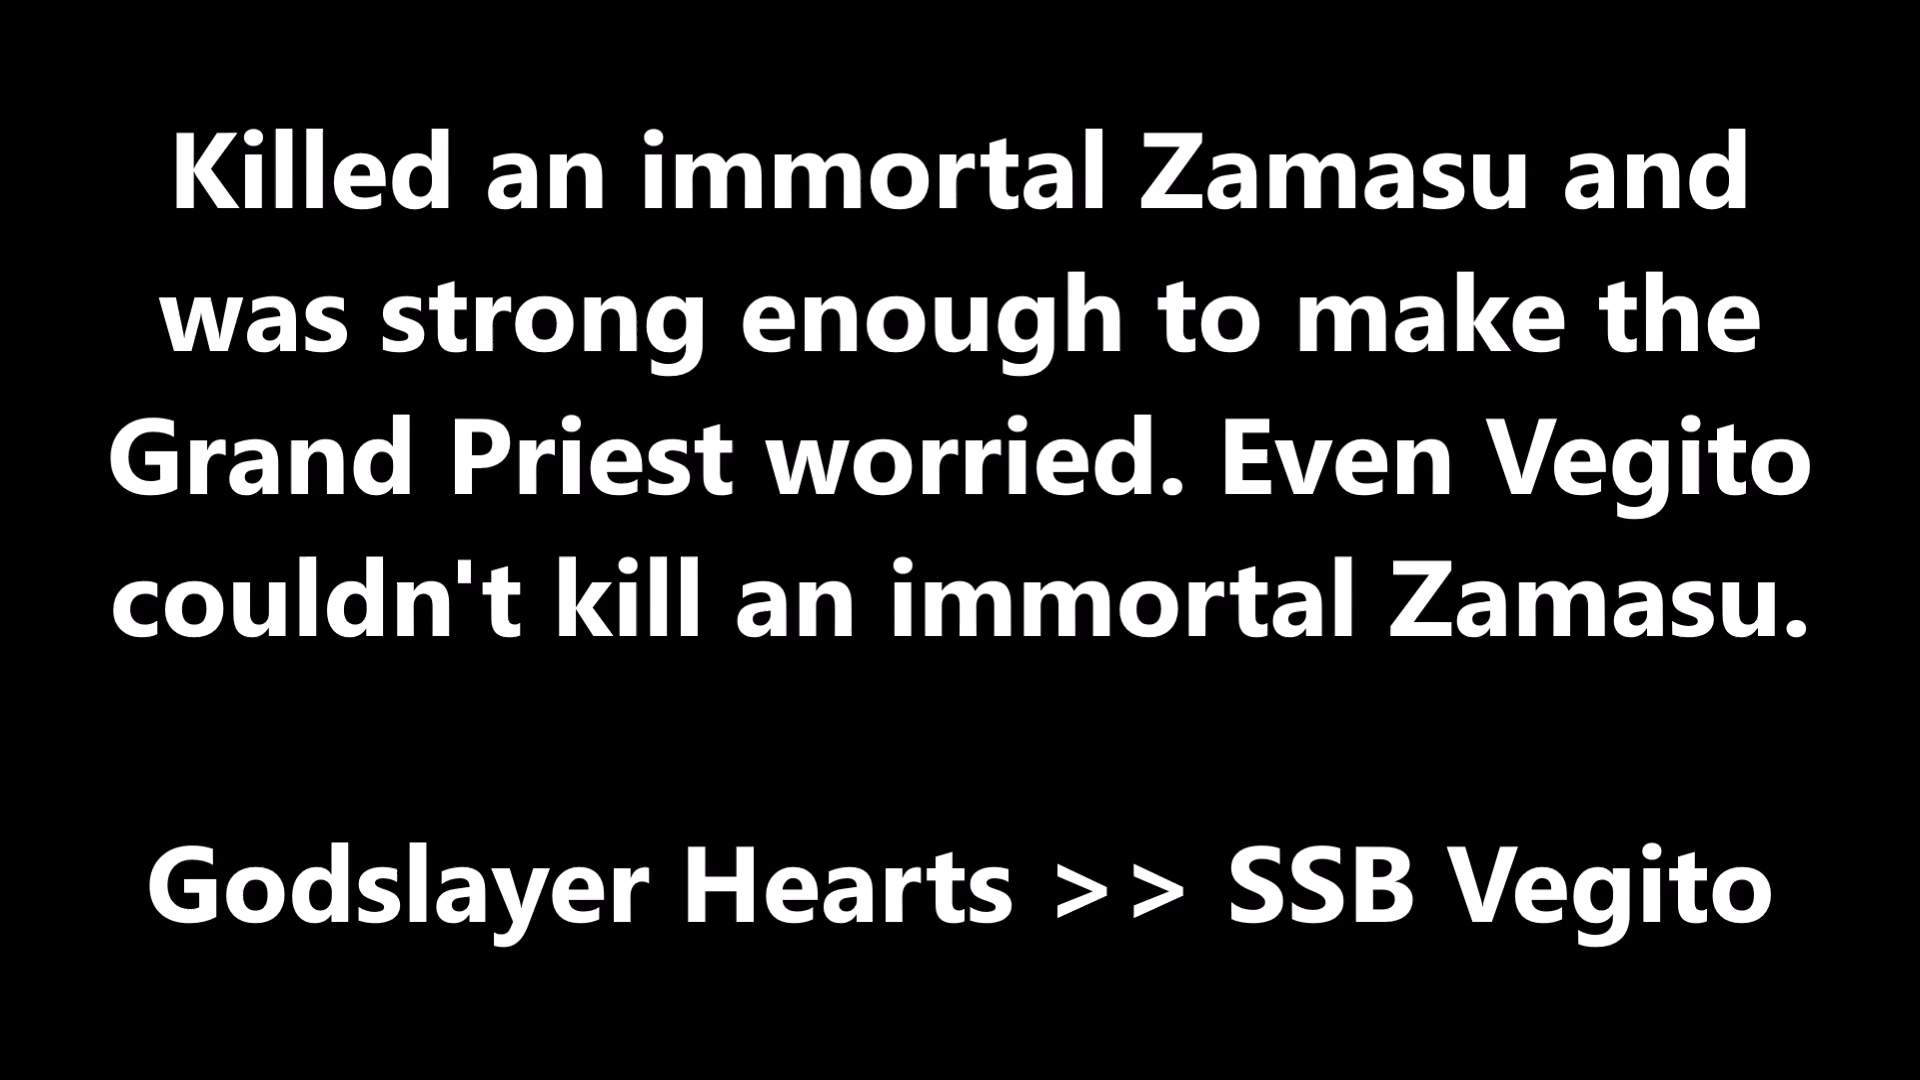 Killed an immortal Zamasu and
was strong enough to make the
Grand Priest worried. Even Vegito
couldn't kill an immortal Zamasu.
Godslayer Hearts >> SSB Vegito